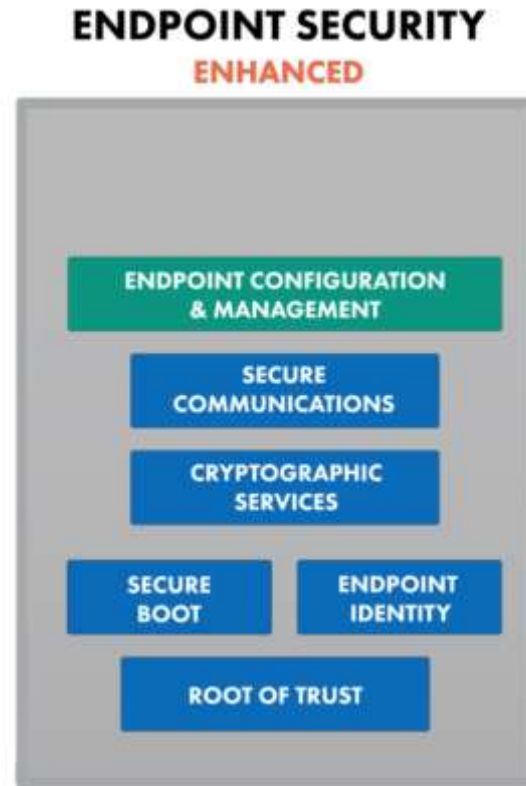 ENDPOINT SECURITY
ENHANCED
ENDPOINT CONFIGURATION
& MANAGEMENT
SECURE
COMMUNICATIONS
CRYPTOGRAPHIC
SERVICES
SECURE
BOOT
ENDPOINT
IDENTITY
ROOT OF TRUST